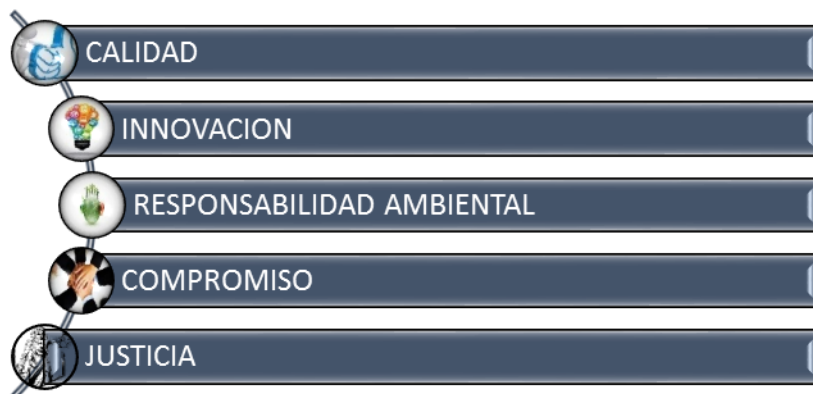 CALIDAD
INNOVACION
RESPONSABILIDAD AMBIENTAL
COMPROMISO
JUSTICIA